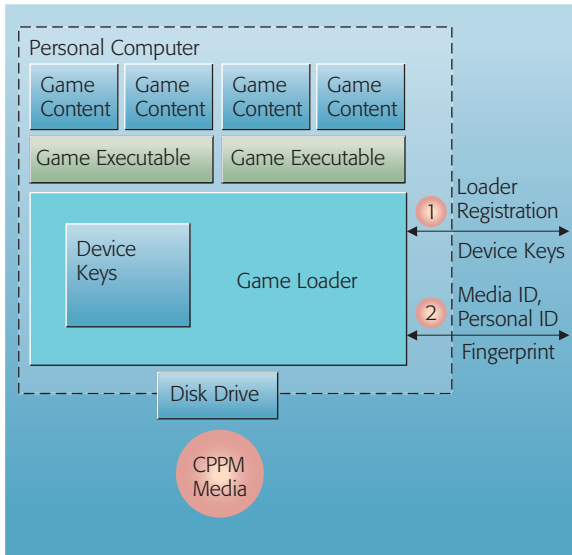 Personal Computer
Game
Content
Game
Content
Game
Content
Game
Content
Game Executable
Game Executable
Device
Keys
Game Loader
1
Loader
Registration
Device Keys
2
Media ID,
Personal ID
Fingerprint
Disk Drive
CPPM
Media